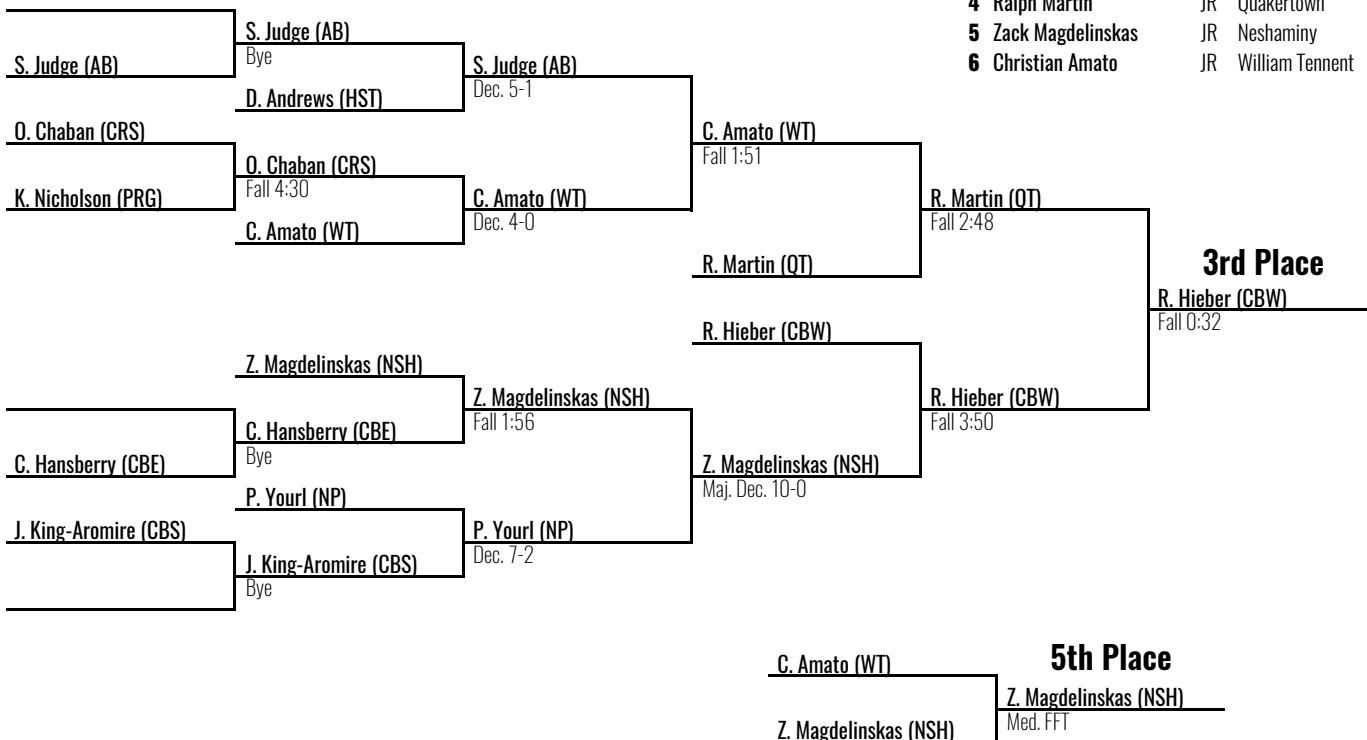 4 Ralph Martin JR Quakertown
5 Zack Magdelinskas JR Neshaminy
6 Christian Amato JR William Tennent
S. Judge (AB)
S. Judge (AB)
Bye
D. Andrews (HST)
S. Judge (AB)
Dec. 5-1
O. Chaban (CRS)
K. Nicholson (PRG)
O. Chaban (CRS)
Fall 4:30
C. Amato (WT)
C. Amato (WT)
Dec. 4-0
C. Amato (WT)
Fall 1:51
R. Martin (QT)
R. Martin (QT)
Fall 2:48
3rd Place
R. Hieber (CBW)
Fall 0:32
R. Hieber (CBW)
R. Hieber (CBW)
Fall 3:50
Z. Magdelinskas (NSH)
C. Hansberry (CBE)
C. Hansberry (CBE)
Bye
Z. Magdelinskas (NSH)
Fall 1:56
Z. Magdelinskas (NSH)
Maj. Dec. 10-0
P. Yourl (NP)
J. King-Aromire (CBS)
J. King-Aromire (CBS)
Bye
P. Yourl (NP)
Dec. 7-2
5th Place
C. Amato (WT)
Z. Magdelinskas (NSH)
Z. Magdelinskas (NSH)
Med. FFT